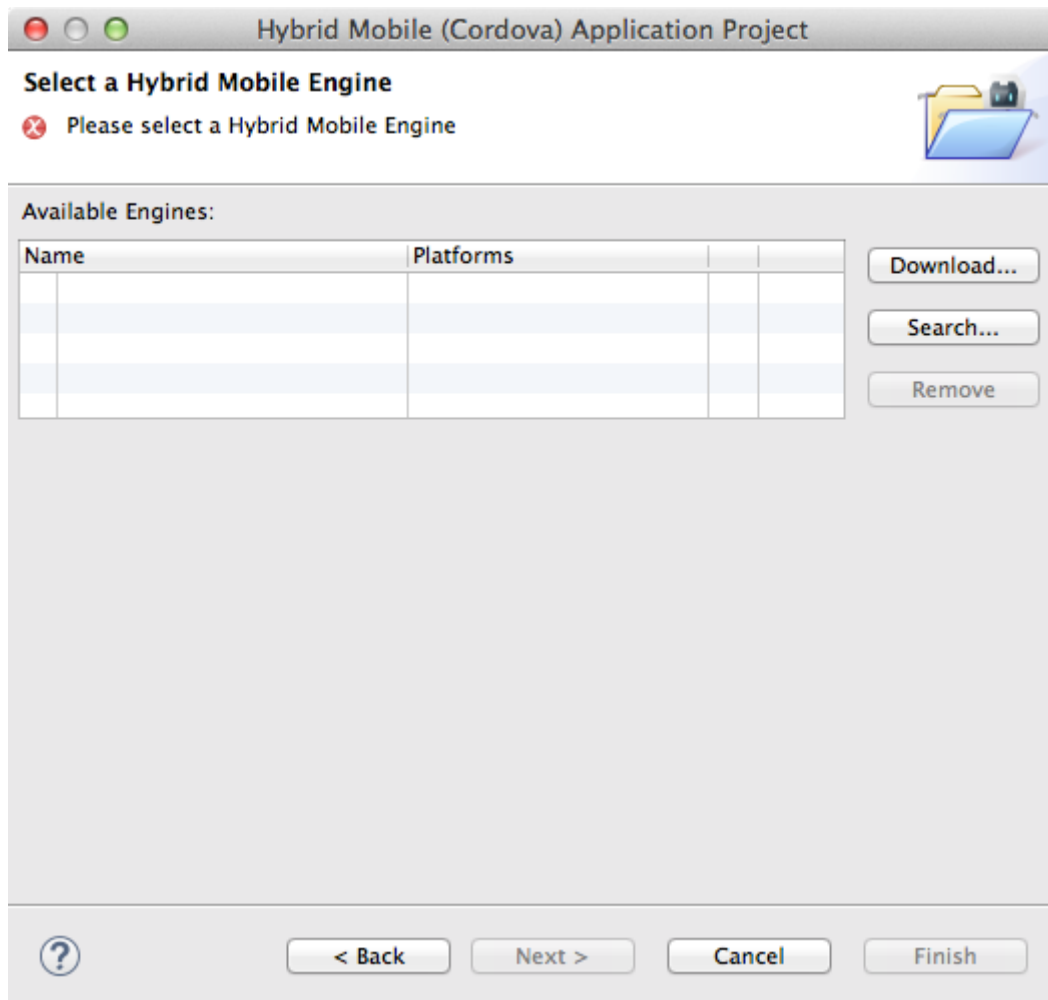 Hybrid Mobile (Cordova) Application Project
Select a Hybrid Mobile Engine
Please select a Hybrid Mobile Engine
Available Engines:
Name Platforms
Download...
Search...
Remove
? < Back Next > Cancel Finish